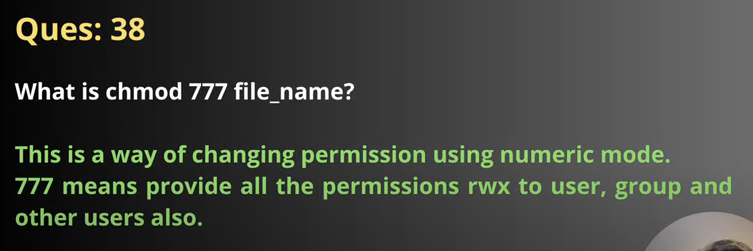 Ques: 38
What is chmod 777 file_name?
This is a way of changing permission using numeric mode.
777 means provide all the permissions rwx to user, group and
other users also.